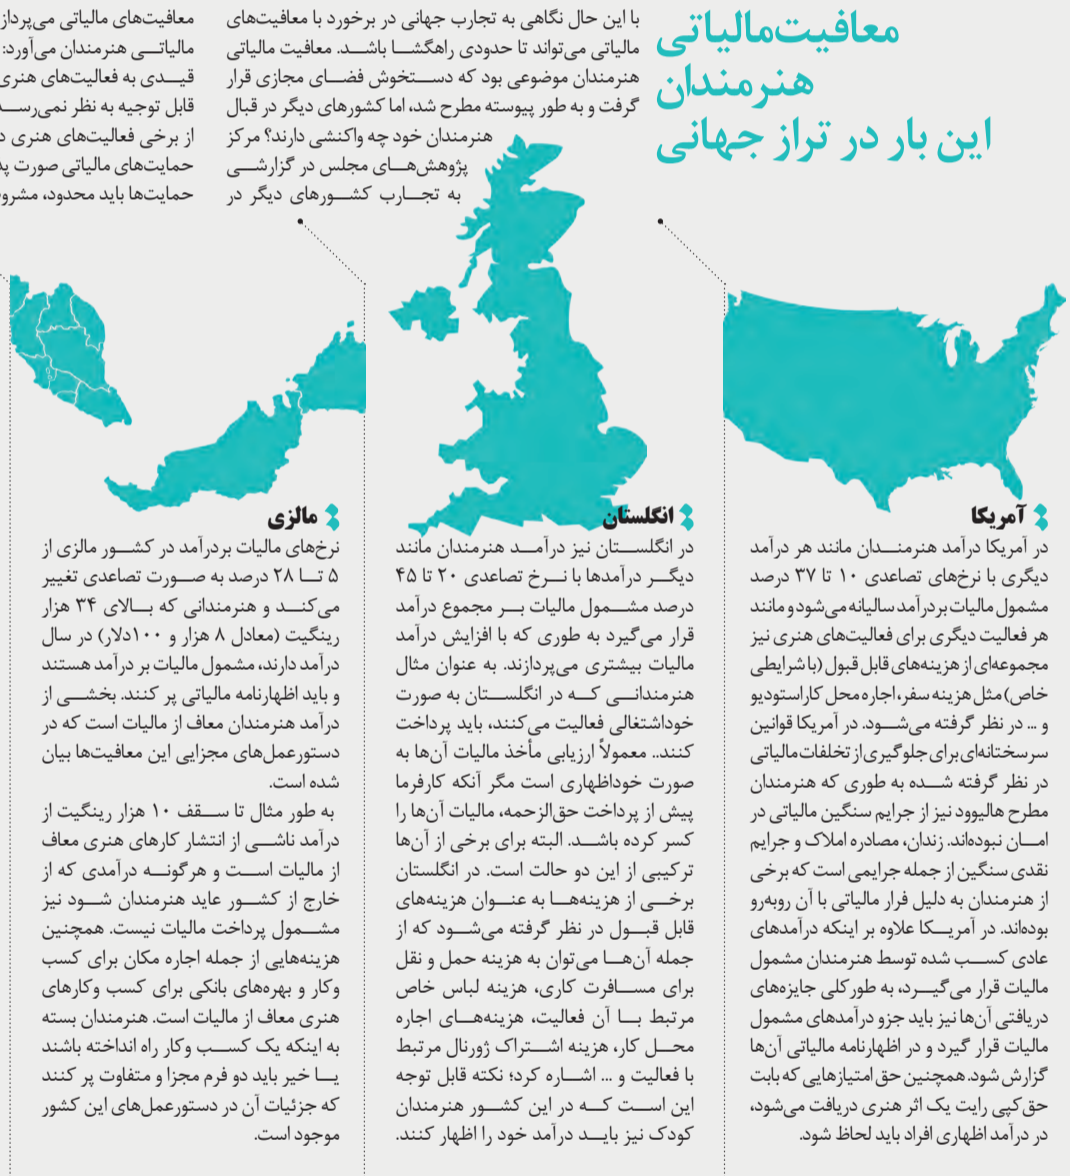 معافیت‌مالیاتی
هنرمندان
این بار در تراز جهانی
با این حال نگاهی به تجارب جهانی در برخورد با معافیت‌های
مالیاتی می‌تواند تا حدودی راهگشا باشد. معافیت مالیاتی
هنرمندان موضوعی بود که دستخوش فضای مجازی قرار
گرفت و به طور پیوسته مطرح شد، اما کشورهای دیگر در قبال
هنرمندان خود چه واکنشی دارند؟ مرکز
پژوهش‌های مجلس در گزارشی
به تجارب کشورهای دیگر در
معافیت‌های مالیاتی می‌پرداز
مالیاتی هنرمندان می‌آورد:
قیدی به فعالیت‌های هنری
قابل توجیه به نظر نمی‌رسد
از برخی فعالیت‌های هنری د
حمایت‌های مالیاتی صورت پذ
حمایت‌ها باید محدود، مشرو
آمریکا
در آمریکا درآمد هنرمندان مانند هر درآمد
دیگری با نرخ‌های تصاعدی ۱۰ تا ۳۷ درصد
مشمول مالیات بر درآمد سالیانه می‌شود و مانند
هر فعالیت دیگری برای فعالیت‌های هنری نیز
مجموعه‌ای از هزینه‌های قابل قبول (با شرایطی
خاص) مثل هزینه سفر، اجاره محل کار استودیو
و ... در نظر گرفته می‌شود. در آمریکا قوانین
سرسختانه‌ای برای جلوگیری از تخلفات مالیاتی
در نظر گرفته شده به طوری که هنرمندان
مطرح هالیوود نیز از جرایم سنگین مالیاتی در
امان نبوده‌اند. زندان، مصادره املاک و جرایم
نقدی سنگین از جمله جرایمی است که برخی
از هنرمندان به دلیل فرار مالیاتی با آن روبه‌رو
بوده‌اند. در آمریکا علاوه بر اینکه درآمدهای
عادی کسب شده توسط هنرمندان مشمول
مالیات قرار می‌گیرد، به طورکلی جایزه‌های
دریافتی آن‌ها نیز باید جزو درآمدهای مشمول
مالیات قرار گیرد و در اظهارنامه مالیاتی آن‌ها
گزارش شود. همچنین حق امتیازهایی که بابت
حق‌کپی رایت یک اثر هنری دریافت می‌شود،
در درآمد اظهاری افراد باید لحاظ شود.
انگلستان
در انگلستان نیز درآمد هنرمندان مانند
دیگر درآمدها با نرخ تصاعدی ۲۰ تا ۴۵
درصد مشمول مالیات بر مجموع درآمد
قرار می‌گیرد به طوری که با افزایش درآمد
مالیات بیشتری می‌پردازند. به عنوان مثال
هنرمندانی که در انگلستان به صورت
خوداشتغالی فعالیت می‌کنند، باید پرداخت
کنند.. معمولاً ارزیابی مأخذ مالیات آن‌ها به
صورت خوداظهاری است مگر آنکه کارفرما
پیش از پرداخت حق‌الزحمه، مالیات آن‌ها را
کسر کرده باشد. البته برای برخی از آن‌ها
ترکیبی از این دو حالت است. در انگلستان
برخی از هزینه‌ها به عنوان هزینه‌های
قابل قبول در نظر گرفته می‌شود که از
جمله آن‌ها می‌توان به هزینه حمل و نقل
برای مسافرت کاری، هزینه لباس خاص
مرتبط با آن فعالیت، هزینه‌های اجاره
محل کار، هزینه اشتراک ژورنال مرتبط
با فعالیت و ... اشاره کرد؛ نکته قابل توجه
این است که در این کشور هنرمندان
کودک نیز باید درآمد خود را اظهار کنند.
مالزی
نرخ‌های مالیات بر درآمد در کشور مالزی از
۵ تا ۲۸ درصد به صورت تصاعدی تغییر
می‌کند و هنرمندانی که بالای ۳۴ هزار
رینگیت (معادل ۸ هزار و ۱۰۰دلار) در سال
درآمد دارند، مشمول مالیات بر درآمد هستند
و باید اظهارنامه مالیاتی پر کنند. بخشی از
درآمد هنرمندان معاف از مالیات است که در
دستورعمل‌های مجزایی این معافیت‌ها بیان
شده است.
به طور مثال تا سقف ۱۰ هزار رینگیت از
درآمد ناشی از انتشار کارهای هنری معاف
از مالیات است و هرگونه درآمدی که از
خارج از کشور عاید هنرمندان شود نیز
مشمول پرداخت مالیات نیست. همچنین
هزینه‌هایی از جمله اجاره مکان برای کسب
وکار و بهره‌های بانکی برای کسب وکارهای
هنری معاف از مالیات است. هنرمندان بسته
به اینکه یک کسب وکار راه انداخته باشند
یا خیر باید دو فرم مجزا و متفاوت پر کنند
که جزئیات آن در دستورعمل‌های این کشور
موجود است.